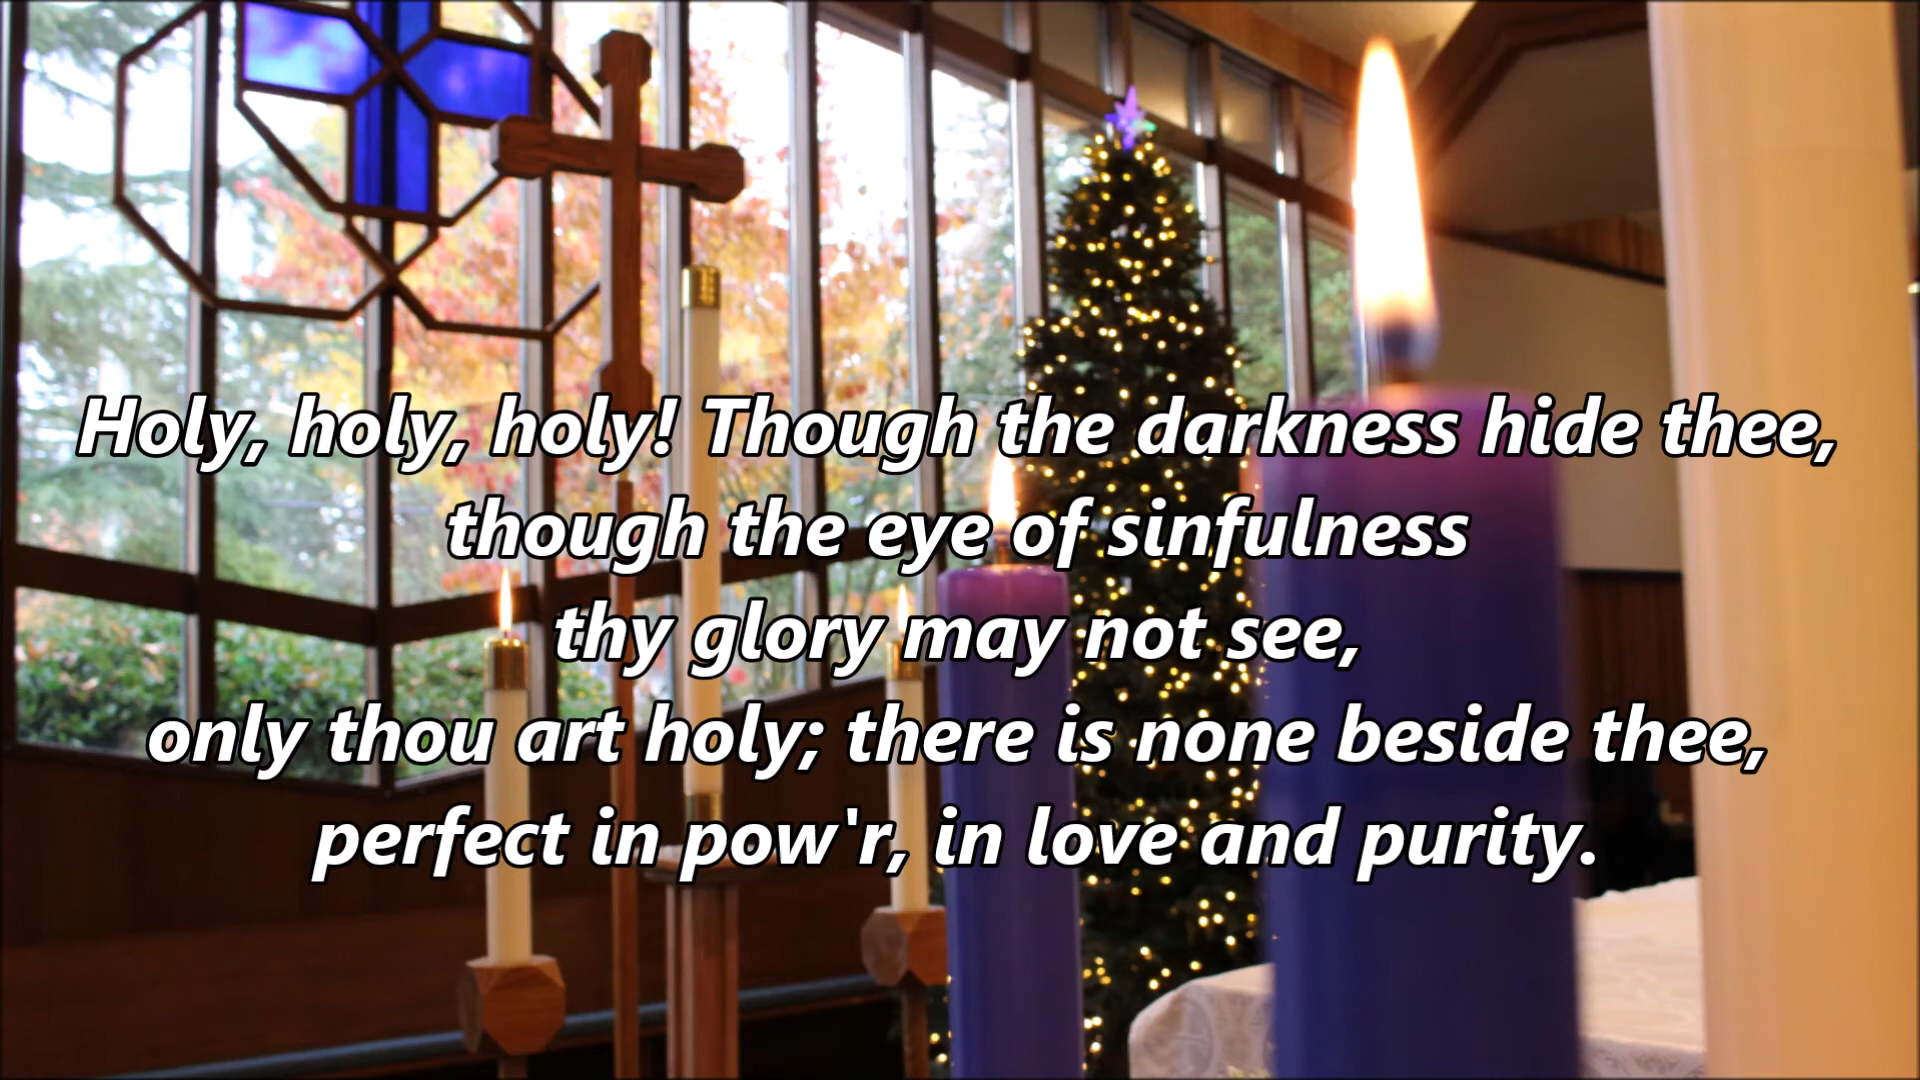 Holy, holy, holy! Though the darkness hide thee,
though the eye of sinfulness
thy glory may not see,
only thou art holy; there is none beside thee,
perfect in pow'r, in love and purity.